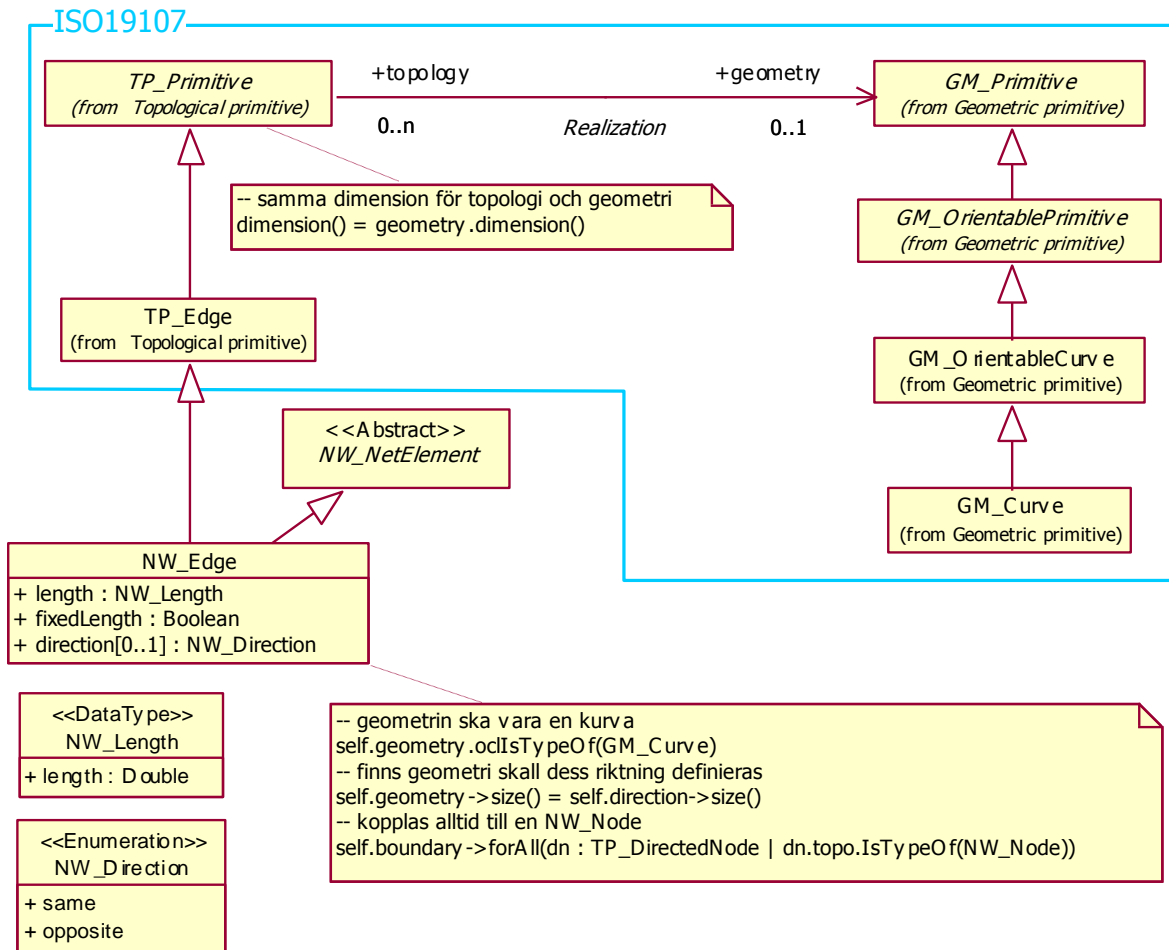 ISO19107
TP_Primitive
(from Topological primitive)
+topology
+geometry
0..n
Realization
0..1
GM_Primitive
(from Geometric primitive)
-- samma dimension för topologi och geometri
dimension() = geometry.dimension()
GM_OrientablePrimitive
(from Geometric primitive)
TP_Edge
(from Topological primitive)
GM_OrientableCurve
(from Geometric primitive)
<<Abstract>>
NW_NetElement
GM_Curve
(from Geometric primitive)
NW_Edge
+ length : NW_Length
+ fixedLength : Boolean
+ direction[0..1] : NW_Direction
<<DataType>>
NW_Length
+ length : Double
-- geometrin ska vara en kurva
self.geometry.oclIsTypeOf(GM_Curve)
-- finns geometri skall dess riktning definieras
self.geometry->size() = self.direction->size()
-- kopplas alltid till en NW_Node
self.boundary->forAll(dn : TP_DirectedNode | dn.topo.IsTypeOf(NW_Node))
<<Enumeration>>
NW_Direction
+ same
+ opposite